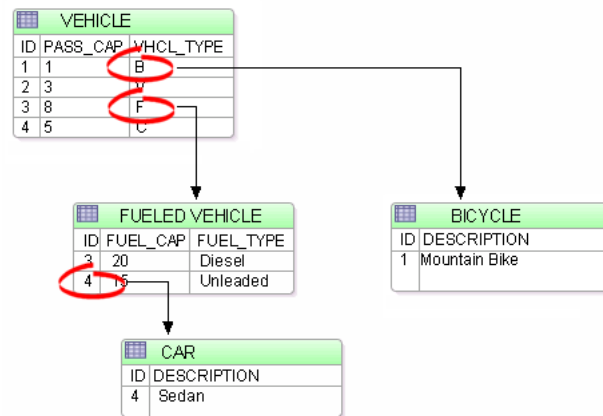 VEHICLE
ID PASS_CAP VHCL_TYPE
1 1 B
2 3 V
3 8 F
4 5 C
FUELED VEHICLE
ID FUEL_CAP FUEL_TYPE
3 20 Diesel
4 15 Unleaded
BICYCLE
ID DESCRIPTION
1 Mountain Bike
CAR
ID DESCRIPTION
4 Sedan